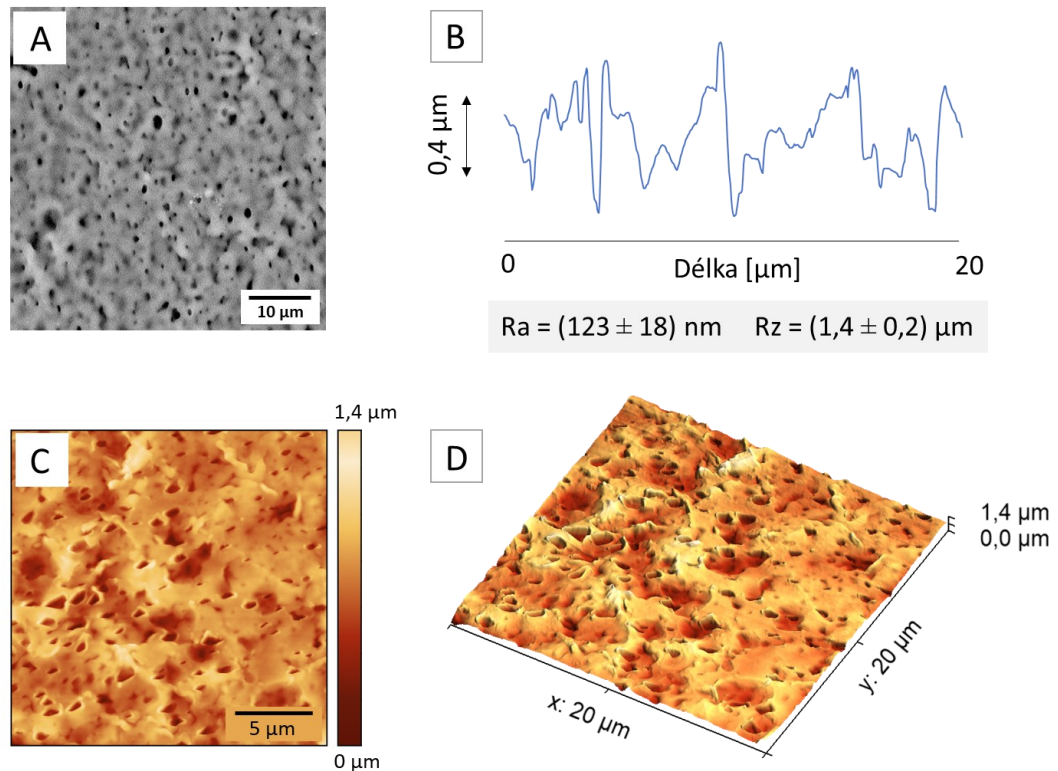 A
10 µm
B
0,4 µm
0
Délka [µm]
20
Ra = (123 ± 18) nm Rz = (1,4 ± 0,2) µm
1,4 µm
C
5 µm
0 µm
D
1,4 µm
0,0 µm
x: 20 µm
y: 20 µm